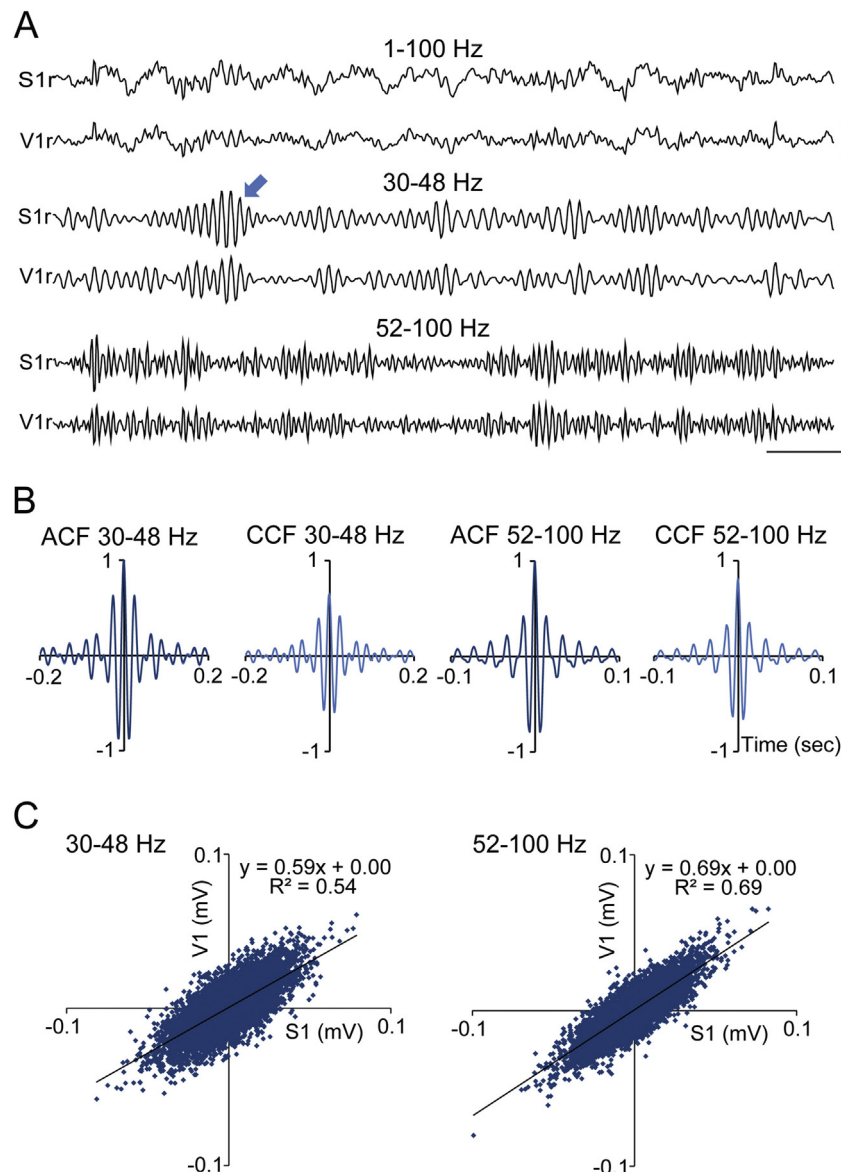 A
1-100 Hz
S1r
V1r
30-48 Hz
S1r
V1r
52-100 Hz
S1r
V1r
B
ACF 30-48 Hz CCF 30-48 Hz ACF 52-100 Hz CCF 52-100 Hz
1 1 1 1
-0.2 0.2 -0.2 0.2 -0.1 0.1 -0.1 0.1
-1 -1 -1 -1 Time (sec)
C
30-48 Hz
0.1
y = 0.59x + 0.00
R² = 0.54
V1 (mV)
-0.1 S1 (mV) 0.1
-0.1
52-100 Hz
0.1
y = 0.69x + 0.00
R² = 0.69
V1 (mV)
-0.1 S1 (mV) 0.1
-0.1